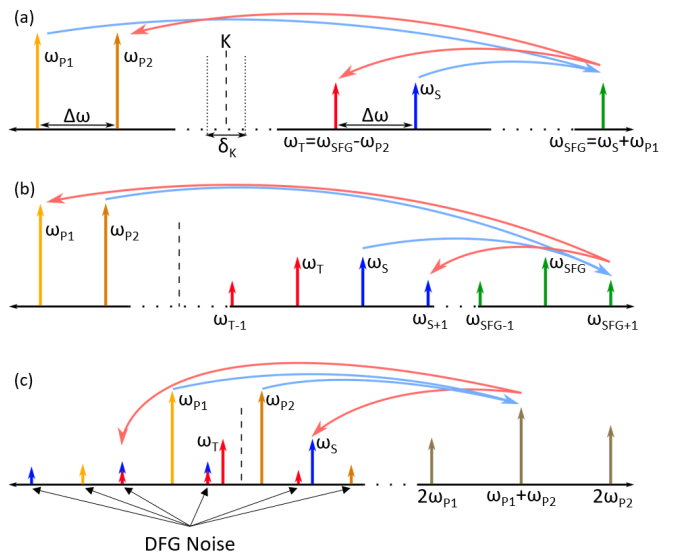 (a)
K
ω_P1
ω_P2
ω_S
Δω
Δω
δ_K
ω_T=ω_SFG-ω_P2
ω_SFG=ω_S+ω_P1
(b)
ω_P1
ω_P2
ω_T
ω_S
ω_SFG
ω_T-1
ω_S+1
ω_SFG-1
ω_SFG+1
(c)
ω_P1
ω_P2
ω_T
ω_S
2ω_P1
ω_P1+ω_P2
2ω_P2
DFG Noise